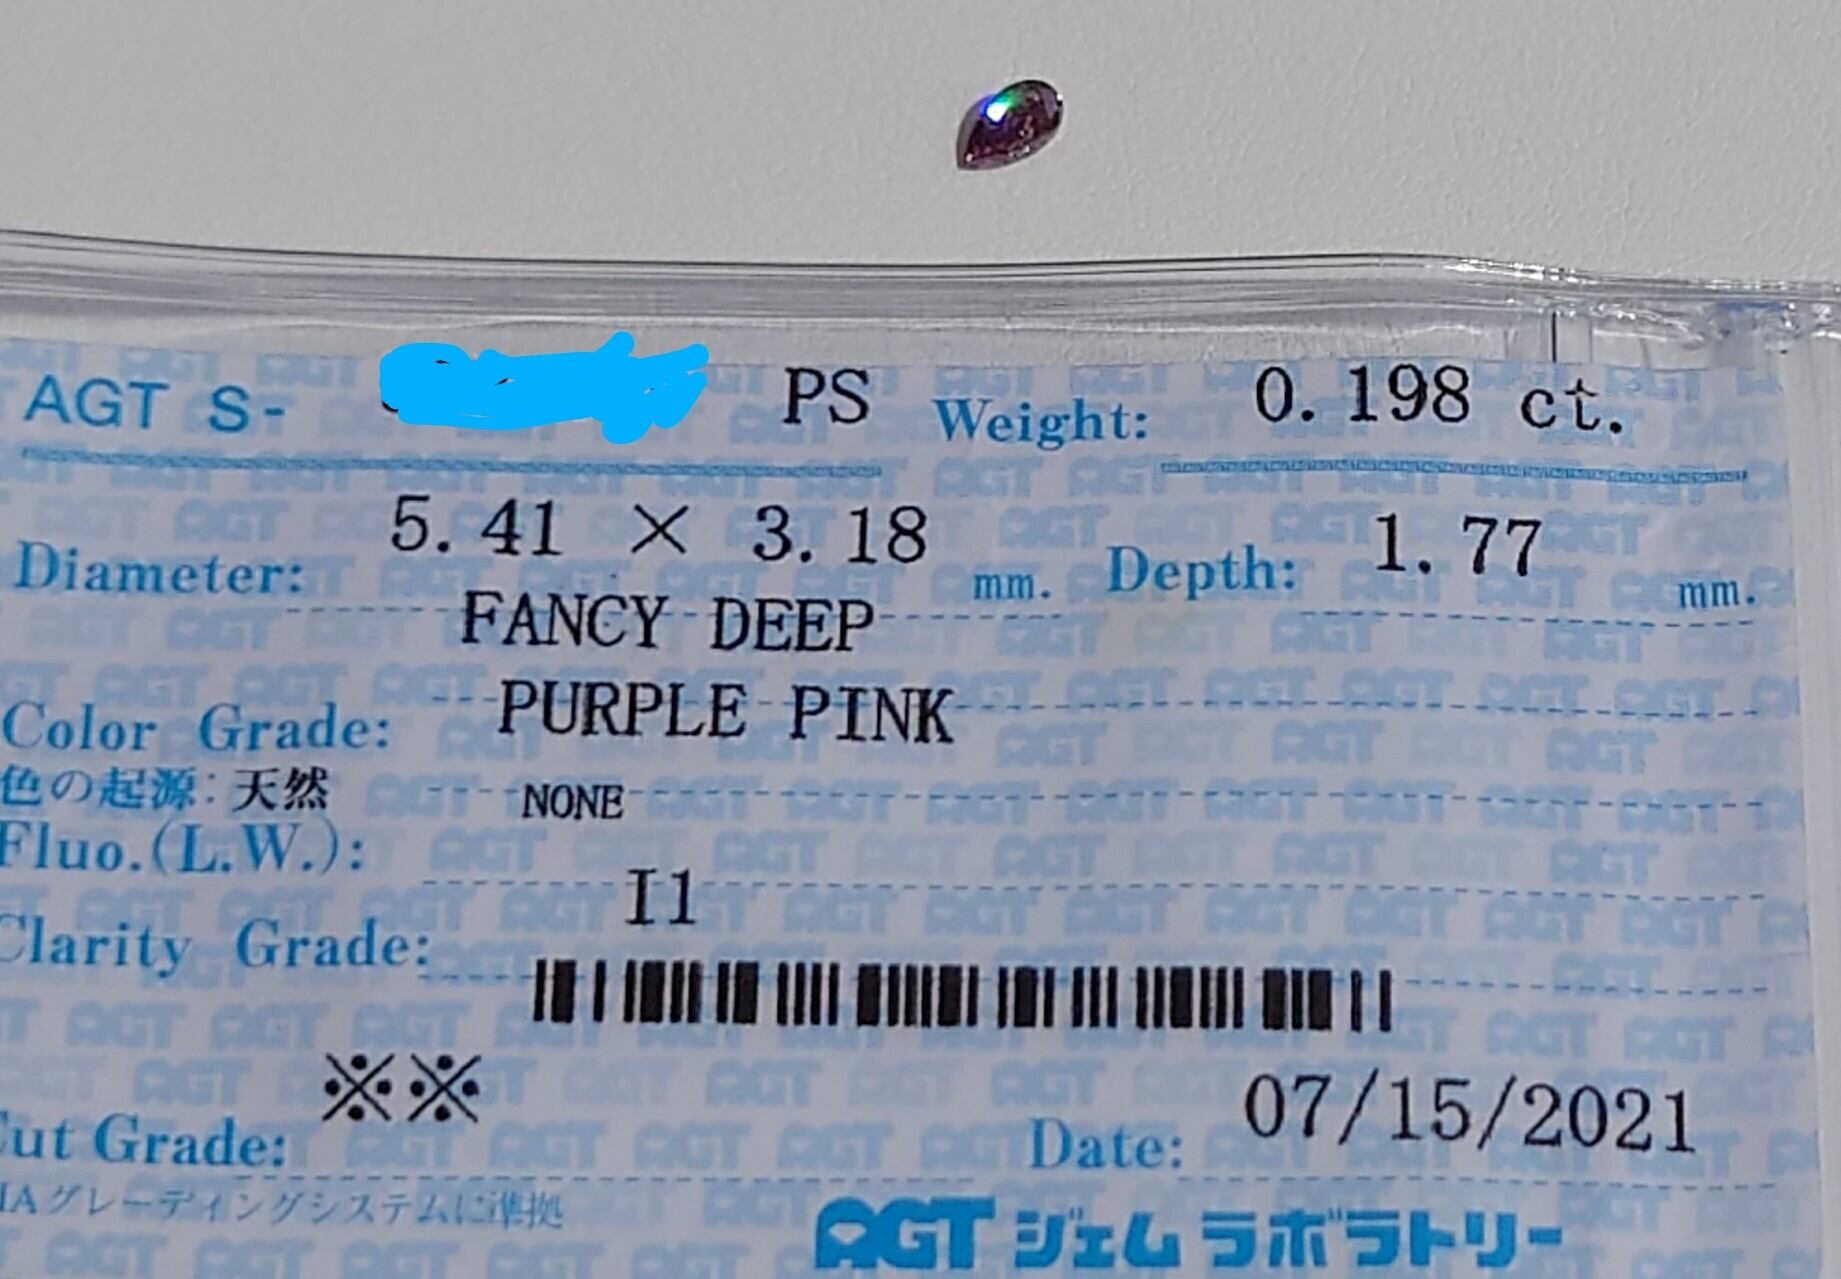 AGT S- PS Weight: 0.198 ct.
Diameter: 5.41 × 3.18 mm. Depth: 1.77 mm.
FANCY DEEP
Color Grade: PURPLE PINK
色の起源:天然
Fluo.(L.W.): NONE
Clarity Grade: I1
Cut Grade: ※※ Date: 07/15/2021
IAグレーディングシステムに準拠
AGTジェムラボラトリー